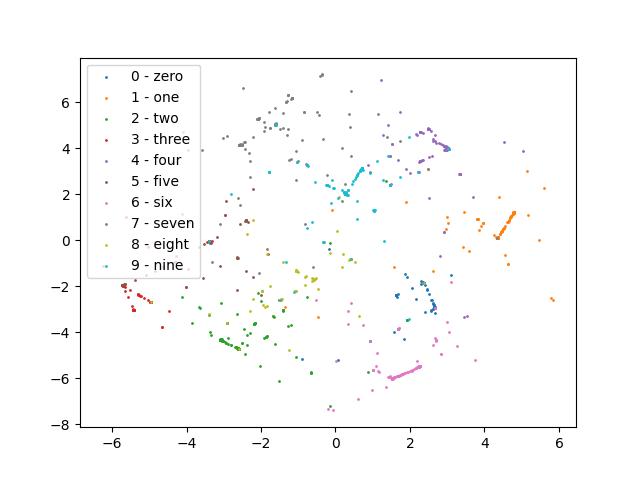 0 - zero
1 - one
2 - two
3 - three
4 - four
5 - five
6 - six
7 - seven
8 - eight
9 - nine
6
4
2
0
−2
−4
−6
−8
−6 −4 −2 0 2 4 6